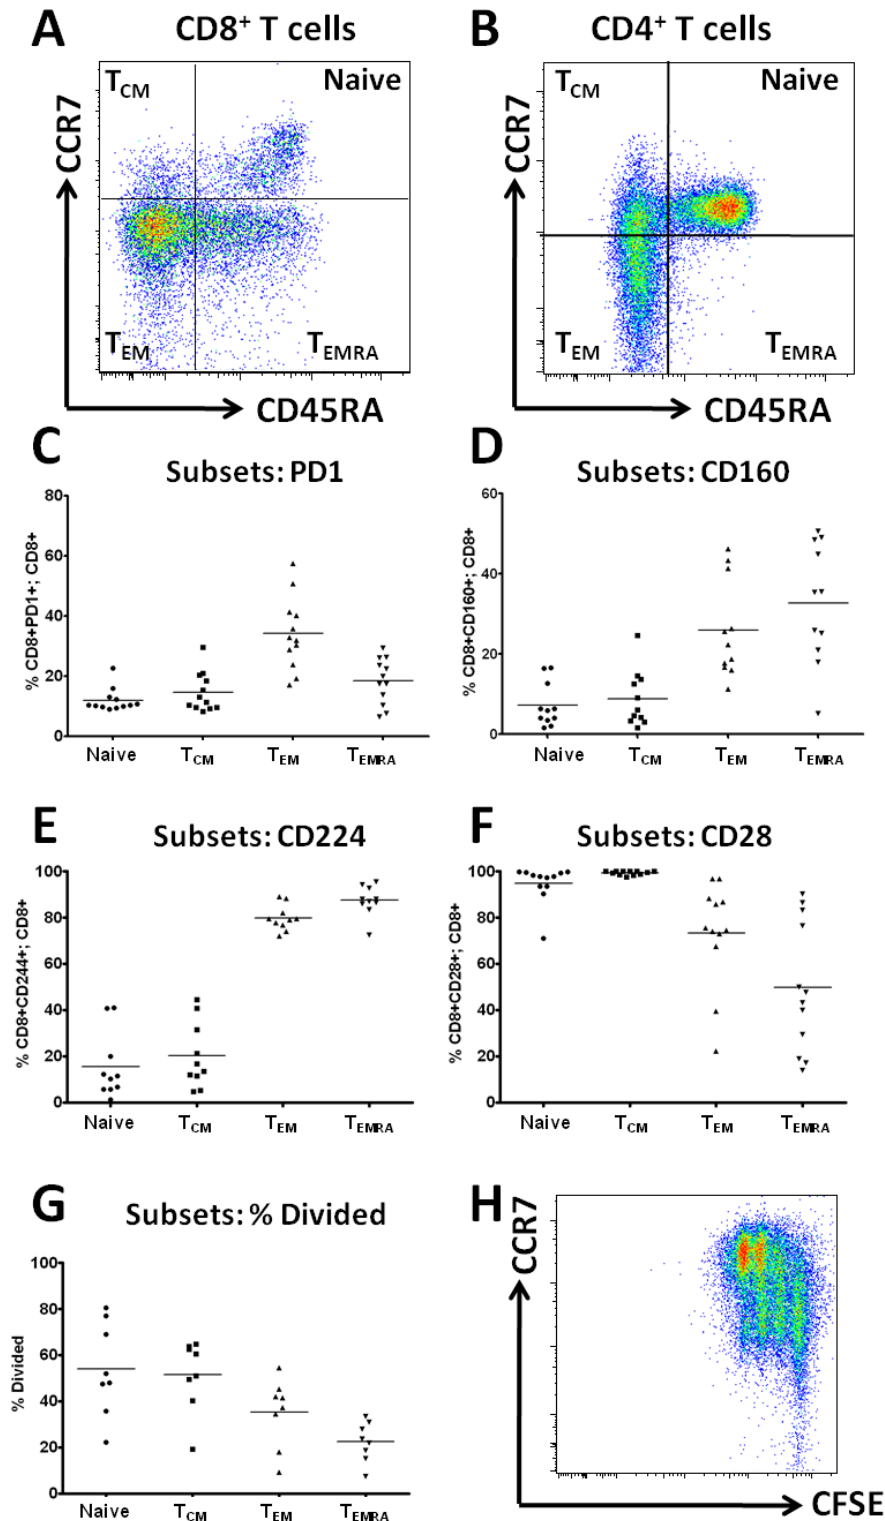 A CD8⁺ T cells
CCR7
T_CM Naive
T_EM T_EMRA
CD45RA
B CD4⁺ T cells
CCR7
T_CM Naive
T_EM T_EMRA
CD45RA
C Subsets: PD1
% CD8+PD1+; CD8+
80
60
40
20
0
Naive T_CM T_EM T_EMRA
D Subsets: CD160
% CD8+CD160+; CD8+
60
40
20
0
Naive T_CM T_EM T_EMRA
E Subsets: CD224
% CD8+CD244+; CD8+
100
80
60
40
20
0
Naive T_CM T_EM T_EMRA
F Subsets: CD28
% CD8+CD28+; CD8+
100
80
60
40
20
0
Naive T_CM T_EM T_EMRA
G Subsets: % Divided
% Divided
100
80
60
40
20
0
Naive T_CM T_EM T_EMRA
H
CCR7
CFSE